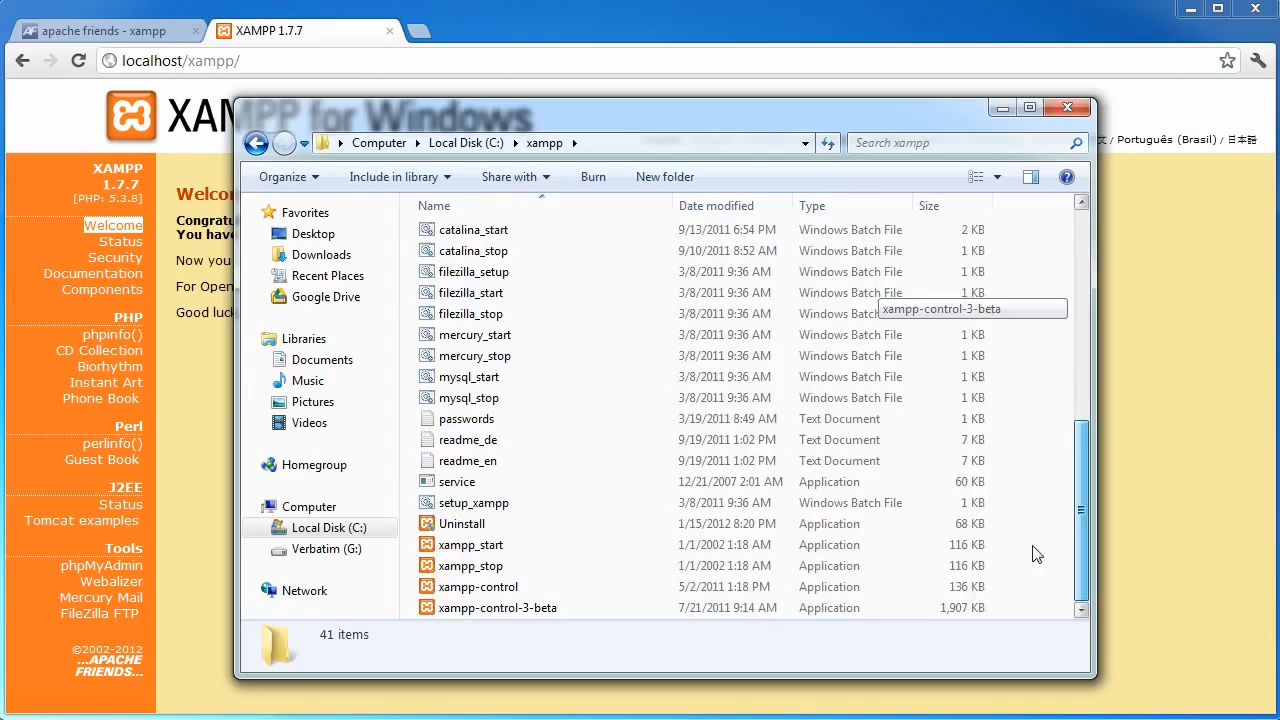 apache friends - xampp
XAMPP 1.7.7
localhost/xampp/
XAMPP for Windows
/ Português (Brasil) / 日本語
XAMPP
1.7.7
[PHP: 5.3.8]
Welcome
Status
Security
Documentation
Components
PHP
phpinfo()
CD Collection
Biorhythm
Instant Art
Phone Book
Perl
perlinfo()
Guest Book
J2EE
Status
Tomcat examples
Tools
phpMyAdmin
Webalizer
Mercury Mail
FileZilla FTP
©2002-2012
...APACHE
FRIENDS...
You have
Now you
Good luck
Computer Local Disk (C:) xampp
Search xampp
Organize Include in library Share with Burn New folder
Favorites
Desktop
Downloads
Recent Places
Google Drive
Libraries
Documents
Music
Pictures
Videos
Homegroup
Computer
Local Disk (C:)
Verbatim (G:)
Network
Name Date modified Type Size
catalina_start 9/13/2011 6:54 PM Windows Batch File 2 KB
catalina_stop 9/10/2011 8:52 AM Windows Batch File 1 KB
filezilla_setup 3/8/2011 9:36 AM Windows Batch File 1 KB
filezilla_start 3/8/2011 9:36 AM Windows Batch File 1 KB
xampp-control-3-beta
filezilla_stop 3/8/2011 9:36 AM Windows Batch File 1 KB
mercury_start 3/8/2011 9:36 AM Windows Batch File 1 KB
mercury_stop 3/8/2011 9:36 AM Windows Batch File 1 KB
mysql_start 3/8/2011 9:36 AM Windows Batch File 1 KB
mysql_stop 3/8/2011 9:36 AM Windows Batch File 1 KB
passwords 3/19/2011 8:49 AM Text Document 1 KB
readme_de 9/19/2011 1:02 PM Text Document 7 KB
readme_en 9/19/2011 1:02 PM Text Document 7 KB
service 12/21/2007 2:01 AM Application 60 KB
setup_xampp 3/8/2011 9:36 AM Windows Batch File 1 KB
Uninstall 1/15/2012 8:20 PM Application 68 KB
xampp_start 1/1/2002 1:18 AM Application 116 KB
xampp_stop 1/1/2002 1:18 AM Application 116 KB
xampp-control 5/2/2011 1:18 PM Application 136 KB
xampp-control-3-beta 7/21/2011 9:14 AM Application 1,907 KB
41 items